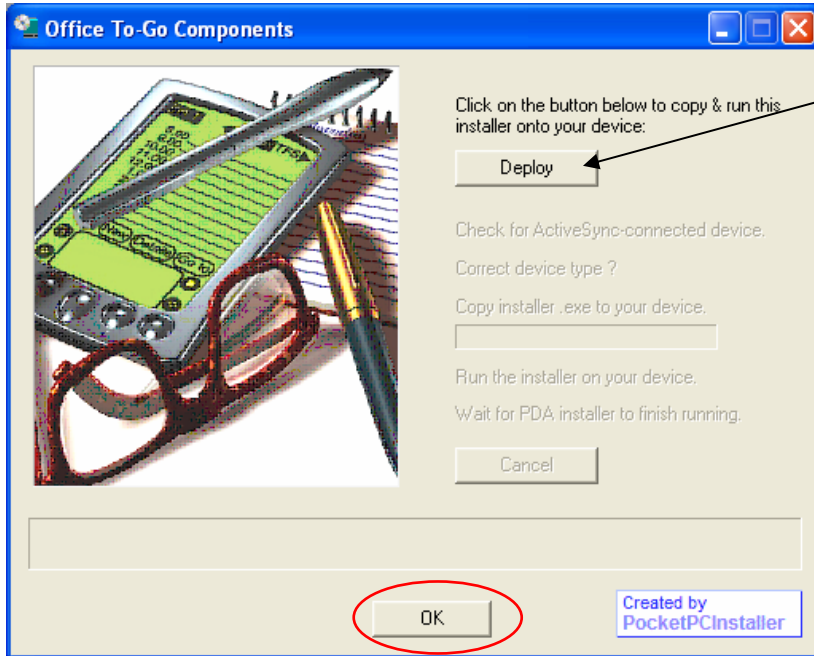 Office To-Go Components
Click on the button below to copy & run this
installer onto your device:
Deploy
Check for ActiveSync-connected device.
Correct device type ?
Copy installer .exe to your device.
Run the installer on your device.
Wait for PDA installer to finish running.
Cancel
OK
Created by
PocketPCInstaller